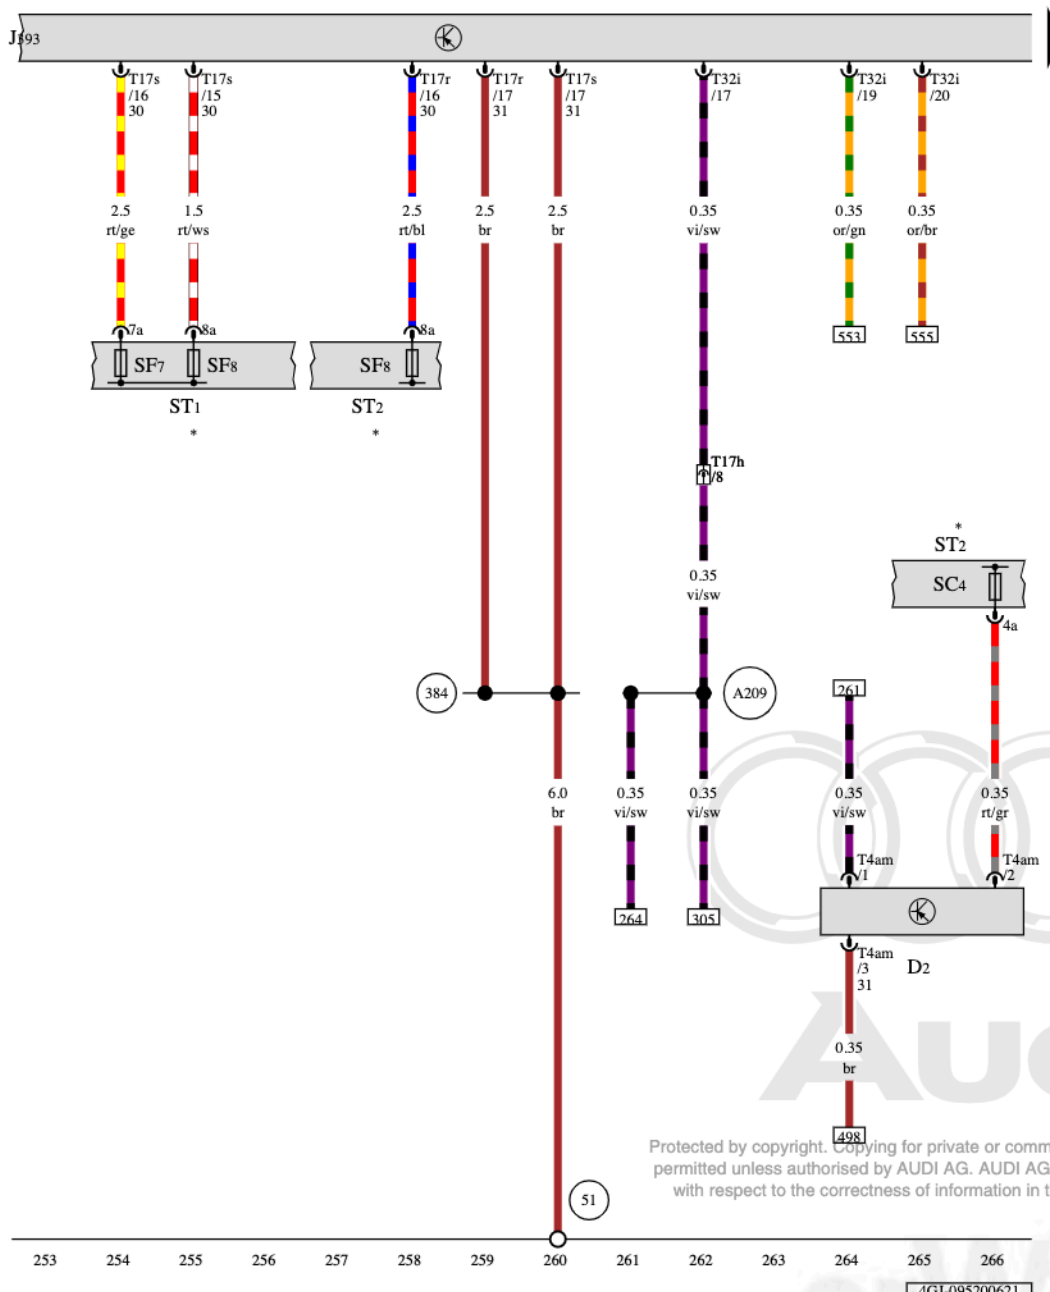 J393
T17s
/16
30
T17s
/15
30
T17r
/16
30
T17r
/17
31
T17s
/17
31
T32i
/17
T32i
/19
T32i
/20
2.5
rt/ge
1.5
rt/ws
2.5
rt/bl
2.5
br
2.5
br
0.35
vi/sw
0.35
or/gn
0.35
or/br
7a
8a
8a
553
555
SF7
SF8
SF8
ST1
*
ST2
*
T17h
/8
*
ST2
SC4
4a
0.35
vi/sw
384
A209
261
6.0
br
0.35
vi/sw
0.35
vi/sw
0.35
vi/sw
0.35
rt/gr
T4am
/1
T4am
/2
264
305
T4am
/3
31
D2
0.35
br
498
Protected by copyright. Copying for private or comm
permitted unless authorised by AUDI AG. AUDI AG
with respect to the correctness of information in t
51
253 254 255 256 257 258 259 260 261 262 263 264 265 266
4GI-095200621